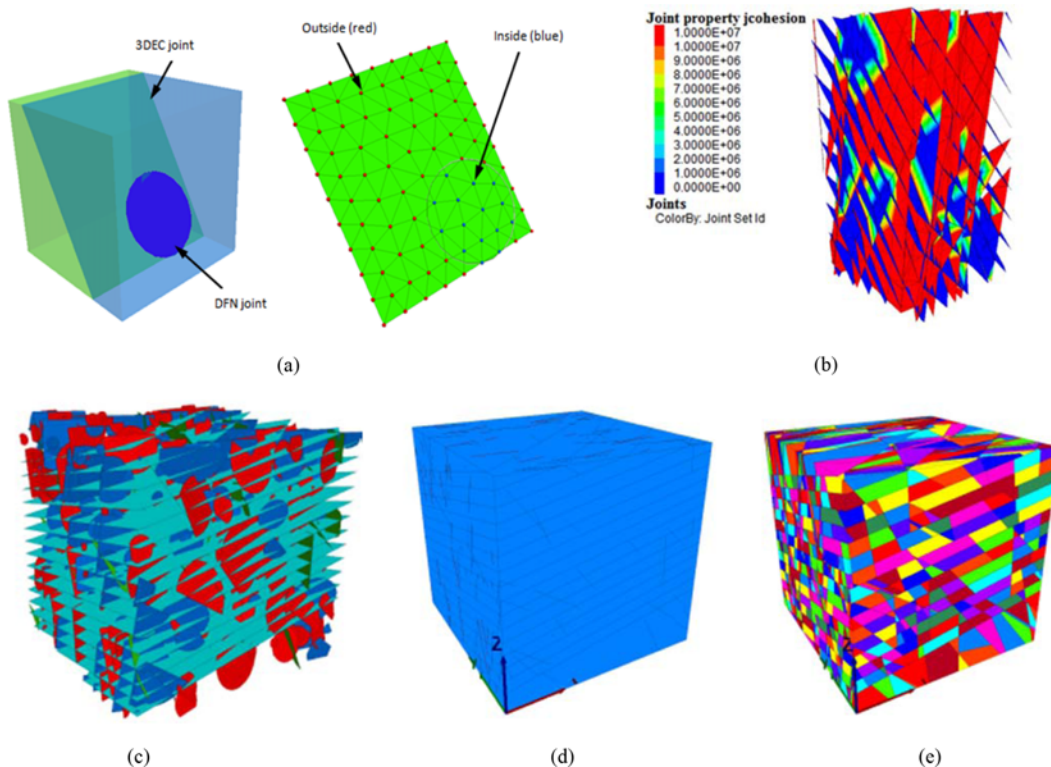 3DEC joint
DFN joint
Outside (red)
Inside (blue)
(a)
Joint property jcohesion
1.0000E+07
1.0000E+07
9.0000E+06
8.0000E+06
7.0000E+06
6.0000E+06
5.0000E+06
4.0000E+06
3.0000E+06
2.0000E+06
1.0000E+06
0.0000E+00
Joints
ColorBy: Joint Set Id
(b)
(c)
Z
(d)
Z
(e)